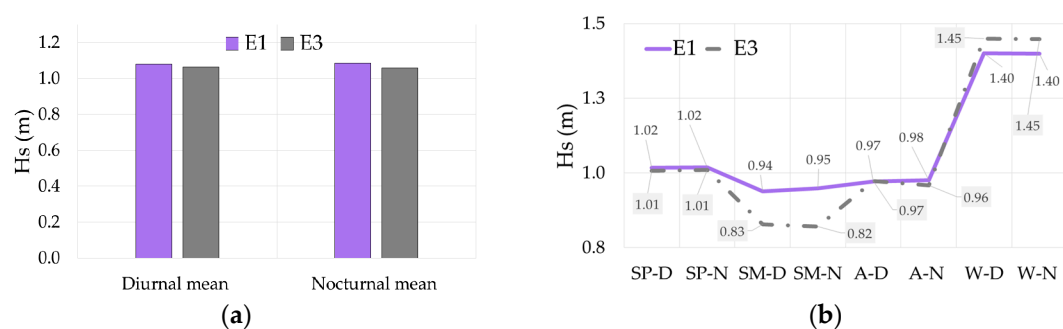 E1 E3
Hs (m)
1.2
1.0
0.8
0.6
0.4
0.2
0.0
Diurnal mean Nocturnal mean
(a)
E1 E3
Hs (m)
1.5
1.3
1.0
0.8
1.02 1.02 0.94 0.95 0.97 0.98 1.40 1.40
1.01 1.01 0.83 0.82 0.97 0.96 1.45 1.45
SP-D SP-N SM-D SM-N A-D A-N W-D W-N
(b)